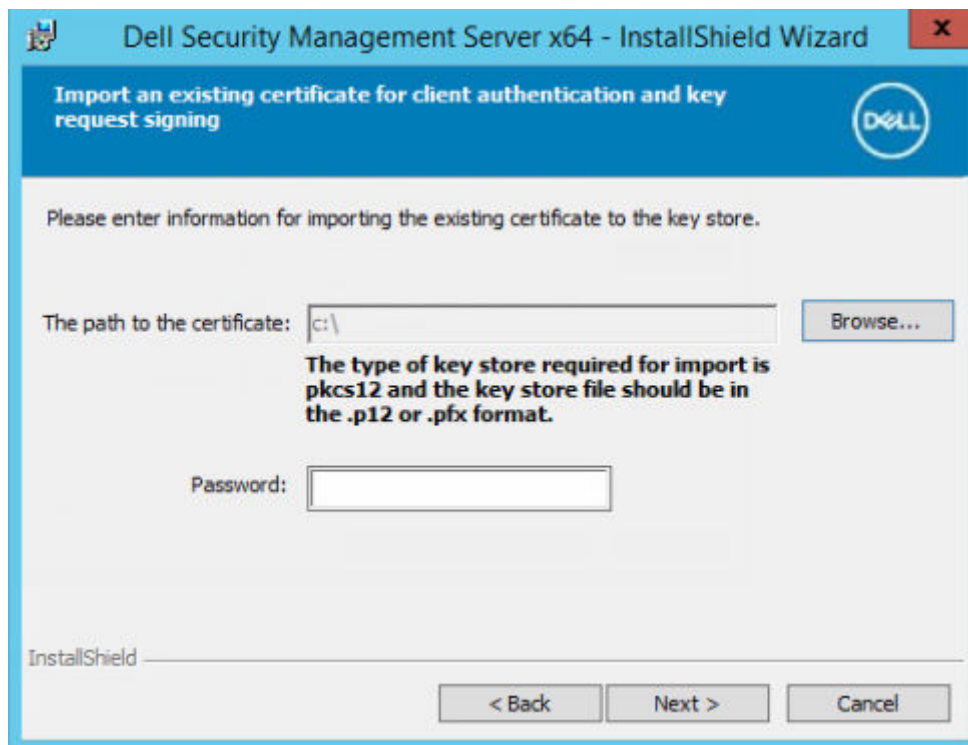 Dell Security Management Server x64 - InstallShield Wizard
x
Import an existing certificate for client authentication and key
request signing
DELL
Please enter information for importing the existing certificate to the key store.
The path to the certificate: c:\ Browse...
The type of key store required for import is
pkcs12 and the key store file should be in
the .p12 or .pfx format.
Password:
InstallShield
< Back Next > Cancel